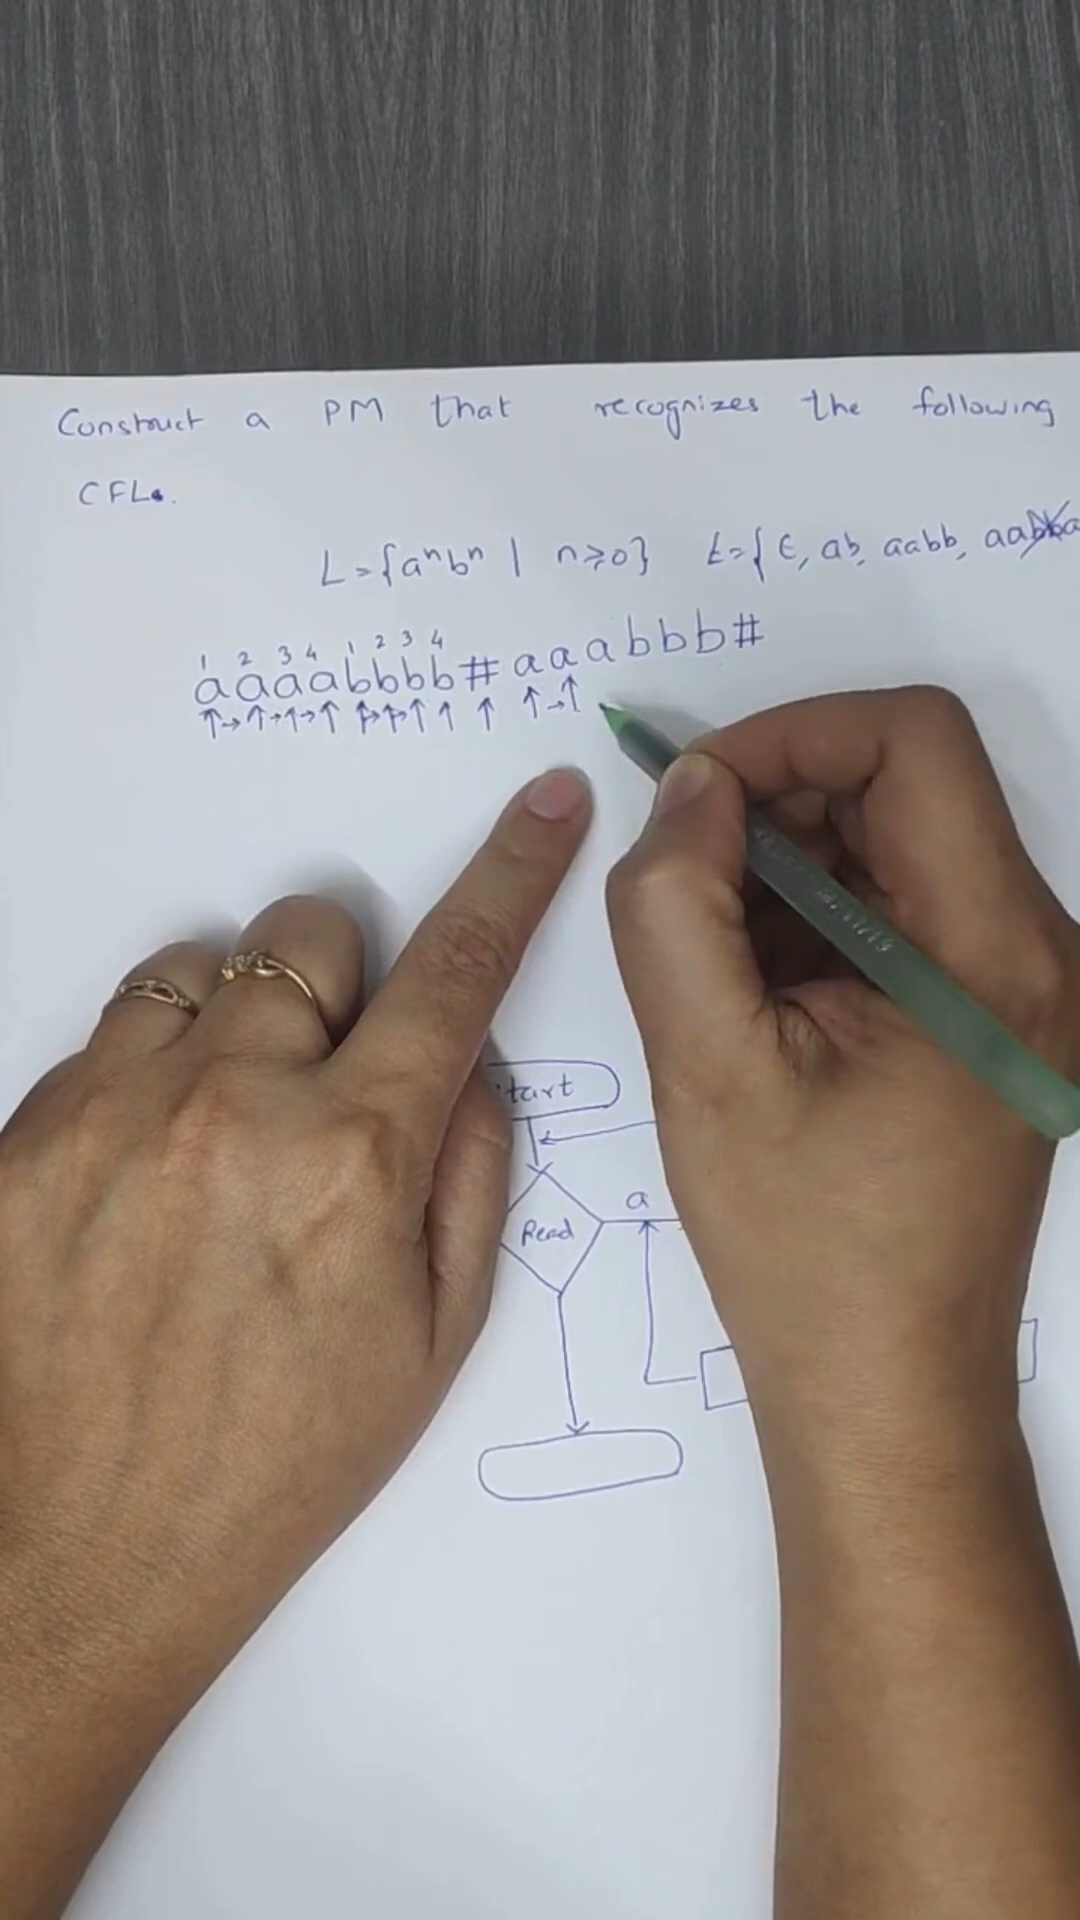 Construct a PM that recognizes the following
CFL.
L={aⁿbⁿ | n≥0} L={ ϵ, ab, aabb,
1 2 3 4 1 2 3 4
aaaabbbb# aaabbb#
↑→↑→↑→↑ ↑→↑→↑ ↑ ↑ ↑→↑
tart
a
Read